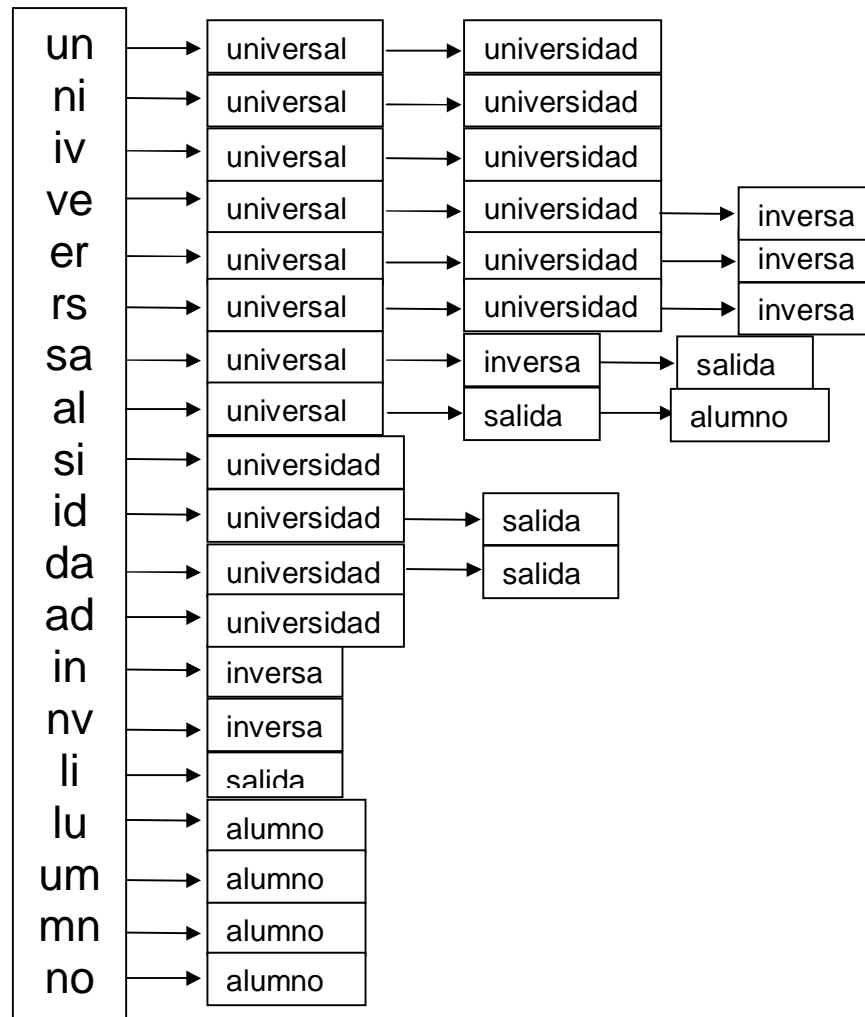 un universal universidad
ni universal universidad
iv universal universidad
ve universal universidad inversa
er universal universidad inversa
rs universal universidad inversa
sa universal inversa salida
al universal salida alumno
si universidad
id universidad salida
da universidad salida
ad universidad
in inversa
nv inversa
li salida
lu alumno
um alumno
mn alumno
no alumno